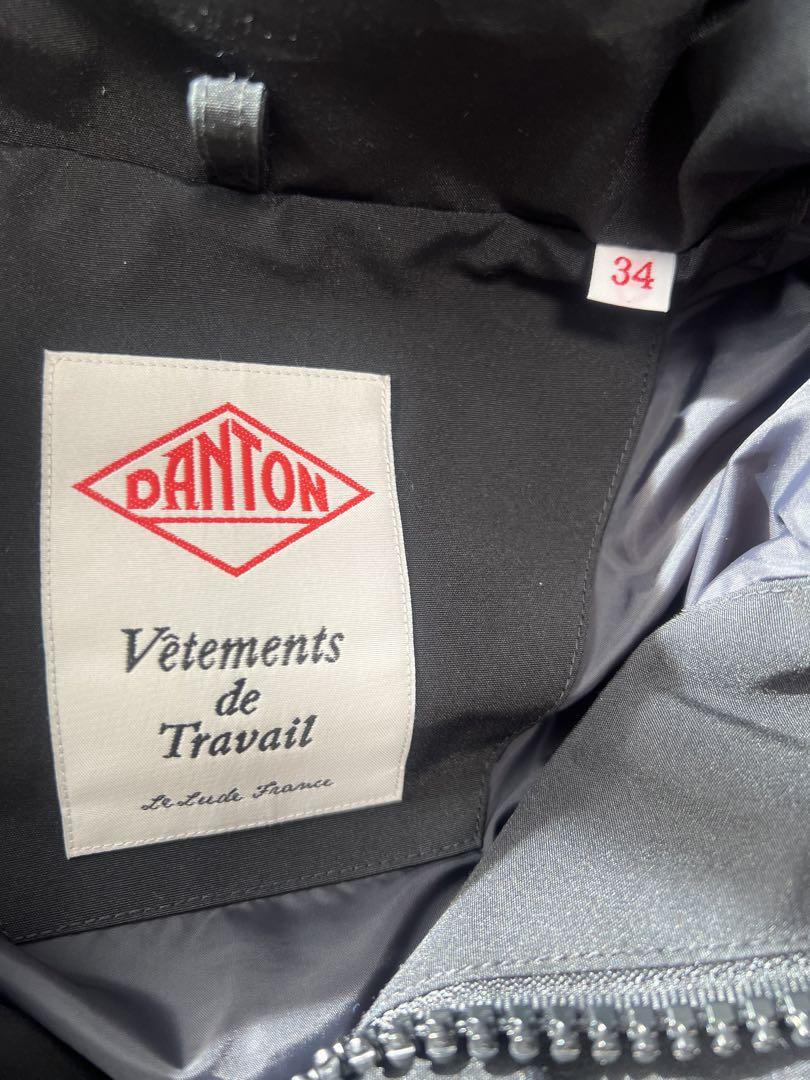 34
DANTON
Vêtements
de
Travail
Le Lude France